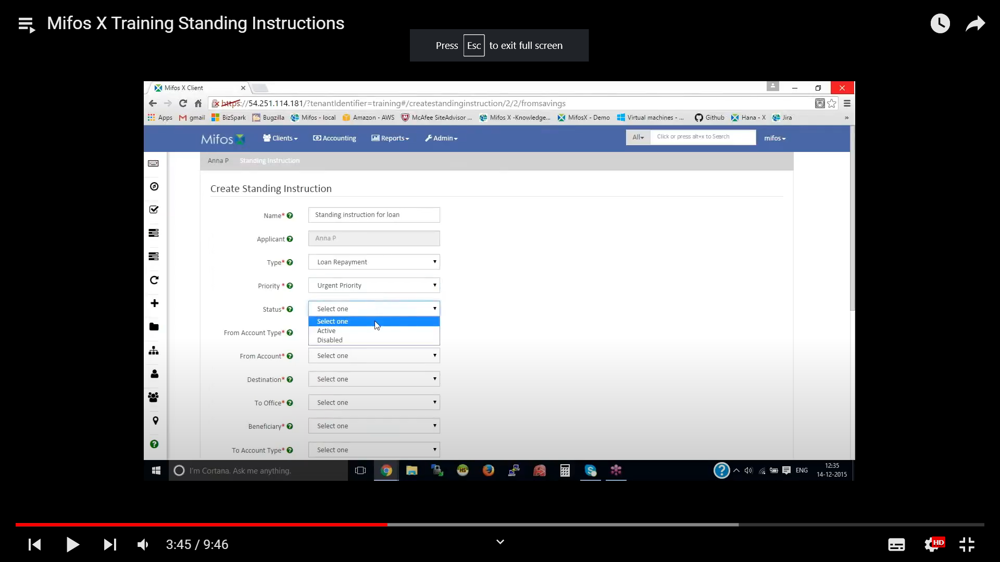 Mifos X Training Standing Instructions
Press Esc to exit full screen
Mifos X Client
https://54.251.114.181/?tenantIdentifier=training#/createstandinginstruction/2/2/fromsavings
Apps gmail BizSpark Bugzilla Mifos - local Amazon - AWS McAfee SiteAdvisor ... Mifos X -Knowledge... MifosX - Demo Virtual machines - ... Github Hana - X Jira »
Mifos Clients Accounting Reports Admin All Click or press alt+x to Search mifos
Anna P Standing Instruction
Create Standing Instruction
Name* Standing instruction for loan
Applicant Anna P
Type* Loan Repayment
Priority * Urgent Priority
Status* Select one
Select one
Active
From Account Type*
Disabled
From Account* Select one
Destination* Select one
To Office* Select one
Beneficiary* Select one
To Account Type* Select one
I'm Cortana. Ask me anything. HS ENG 12:35
14-12-2015
3:45 / 9:46 HD